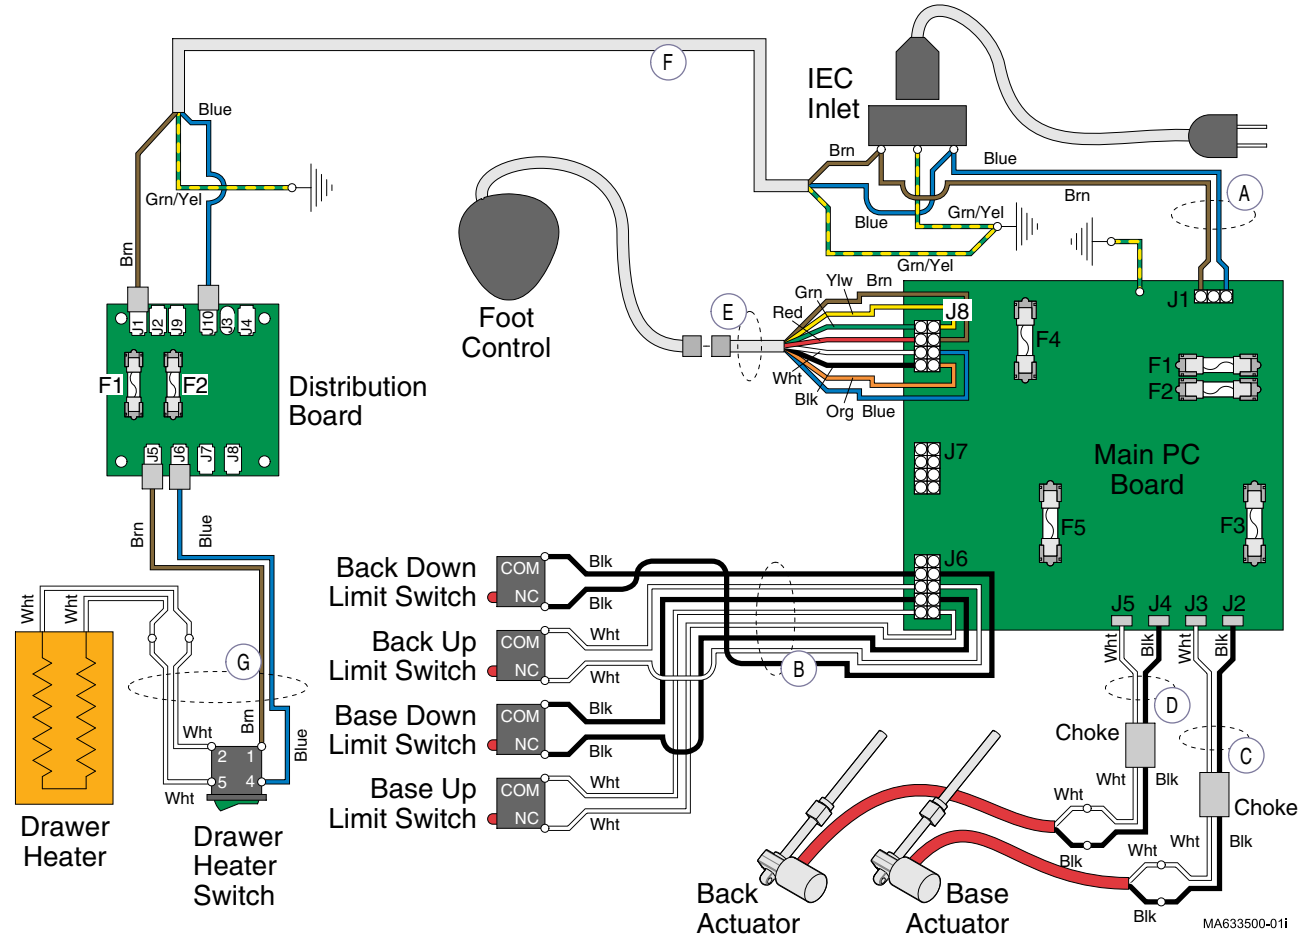 F
IEC
Inlet
Blue
Brn
Blue
A
Grn/Yel
Brn
Blue
Grn/Yel
Grn/Yel
Brn
Brn
Ylw
Grn
Red
E
J8
J1
F4
F1
F2
Wht
Blk
Org
Blue
Foot
Control
J1
J2
J9
J10
J3
J4
F1
F2
Distribution
Board
J5
J6
J7
J8
J7
Main PC
Board
F5
F3
Brn
Blue
J6
Back Down
Limit Switch
COM
NC
Blk
Blk
B
Back Up
Limit Switch
COM
NC
Wht
Wht
Base Down
Limit Switch
COM
NC
Blk
Blk
Base Up
Limit Switch
COM
NC
Wht
Wht
J5
J4
J3
J2
Wht
Blk
Wht
Blk
D
C
Choke
Wht
Blk
Choke
Wht
Blk
Wht
Blk
Wht
Blk
Wht
Wht
G
Wht
Brn
Blue
2
1
5
4
Wht
Drawer
Heater
Drawer
Heater
Switch
Back
Actuator
Base
Actuator
MA633500-01i